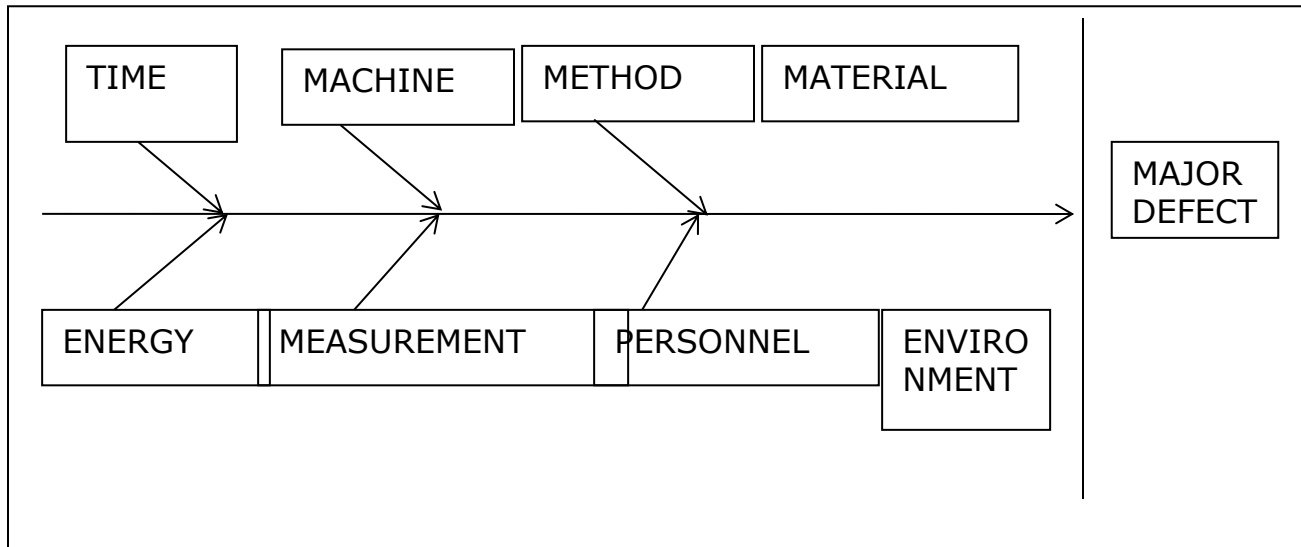 TIME
MACHINE
METHOD
MATERIAL
MAJOR
DEFECT
ENERGY
MEASUREMENT
PERSONNEL
ENVIRO
NMENT